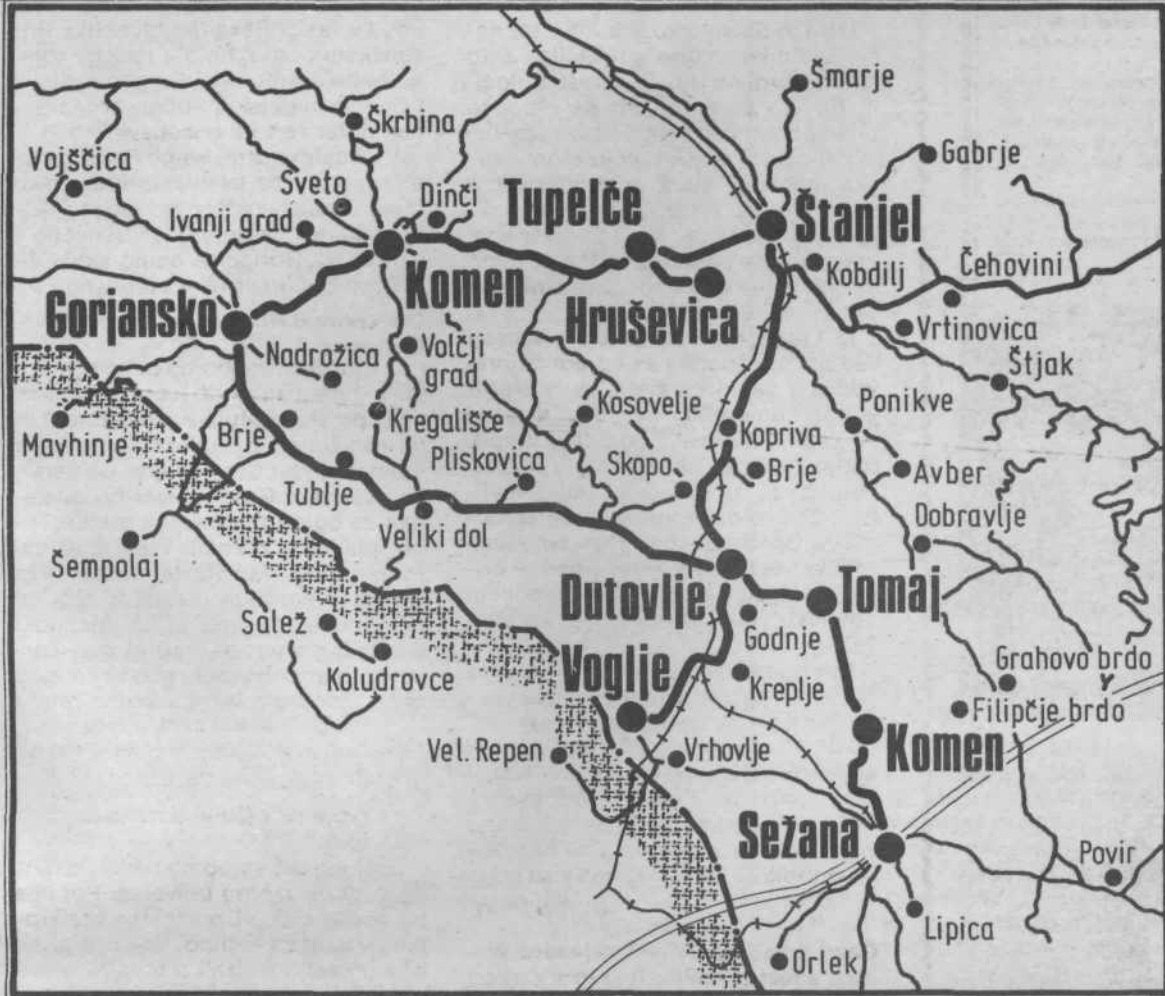 Šmarje
Škrbina
Gabrje
Vojščica
Sveto
Dinči
Tupelče
Štanjel
Ivanji grad
Kobdilj
Čehovini
Komen
Gorjansko
Hruševica
Vrtinovica
Nadrožica
Volčji
grad
Štjak
Kosovelje
Ponikve
Mavhinje
Brje
Kregališče
Kopriva
Pliskovica
Skopo
Brje
Avber
Tublje
Dobravlje
Veliki dol
Šempolaj
Dutovlje
Tomaj
Salež
Godnje
Koludrovce
Voglje
Kreplje
Grahovo brdo
Filipčje brdo
Vel. Repen
Vrhovlje
Komen
Sežana
Povir
Lipica
Orlek